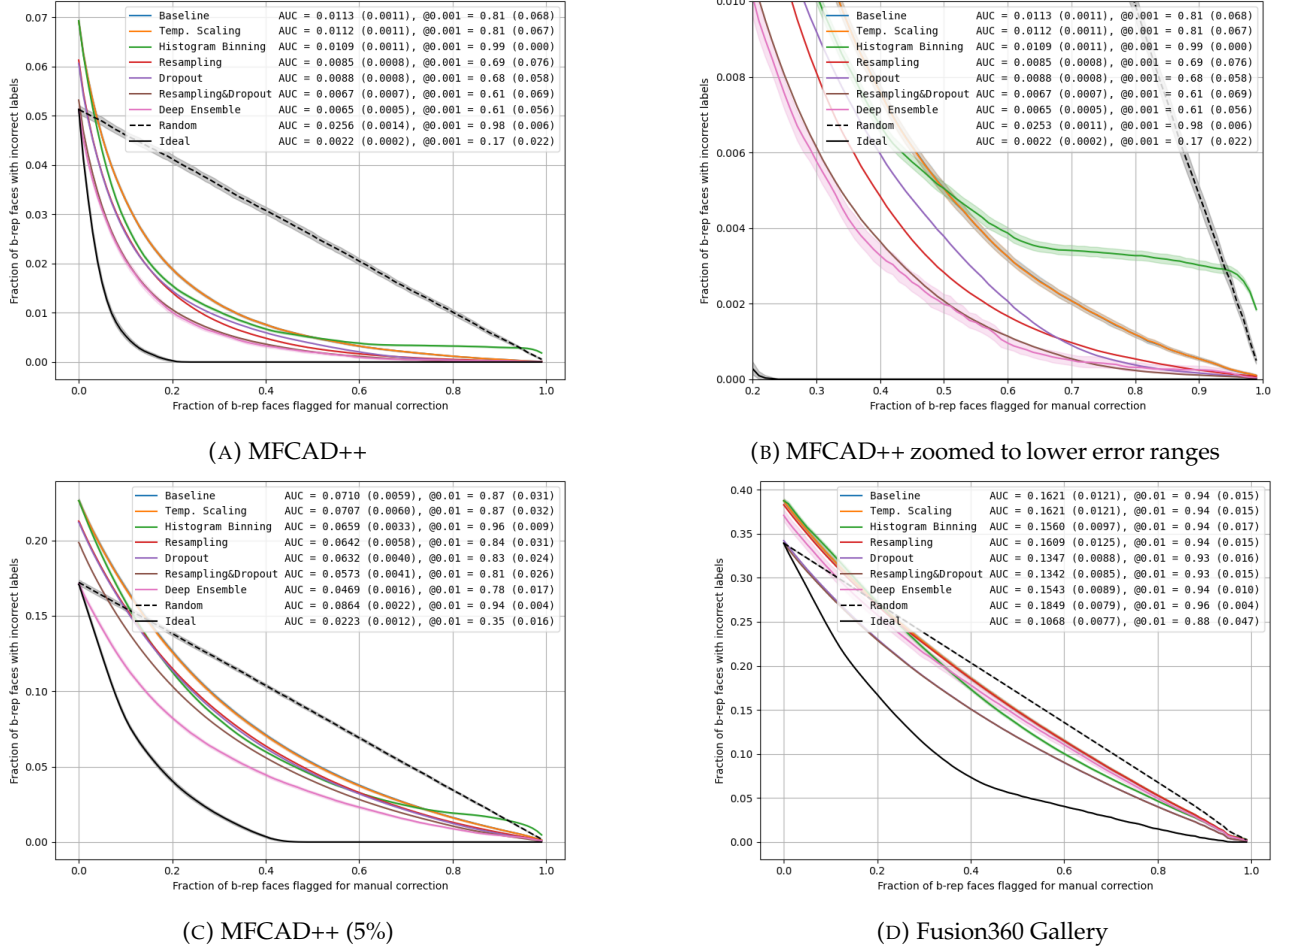 Baseline AUC = 0.0113 (0.0011), @0.001 = 0.81 (0.068)
Temp. Scaling AUC = 0.0112 (0.0011), @0.001 = 0.81 (0.067)
Histogram Binning AUC = 0.0109 (0.0011), @0.001 = 0.99 (0.000)
Resampling AUC = 0.0085 (0.0008), @0.001 = 0.69 (0.076)
Dropout AUC = 0.0088 (0.0008), @0.001 = 0.68 (0.058)
Resampling&Dropout AUC = 0.0067 (0.0007), @0.001 = 0.61 (0.069)
Deep Ensemble AUC = 0.0065 (0.0005), @0.001 = 0.61 (0.056)
Random AUC = 0.0256 (0.0014), @0.001 = 0.98 (0.006)
Ideal AUC = 0.0022 (0.0002), @0.001 = 0.17 (0.022)
0.07
0.06
0.05
0.04
0.03
0.02
0.01
0.00
Fraction of b-rep faces with incorrect labels
0.0 0.2 0.4 0.6 0.8 1.0
Fraction of b-rep faces flagged for manual correction
(A) MFCAD++
Baseline AUC = 0.0113 (0.0011), @0.001 = 0.81 (0.068)
Temp. Scaling AUC = 0.0112 (0.0011), @0.001 = 0.81 (0.067)
Histogram Binning AUC = 0.0109 (0.0011), @0.001 = 0.99 (0.000)
Resampling AUC = 0.0085 (0.0008), @0.001 = 0.69 (0.076)
Dropout AUC = 0.0088 (0.0008), @0.001 = 0.68 (0.058)
Resampling&Dropout AUC = 0.0067 (0.0007), @0.001 = 0.61 (0.069)
Deep Ensemble AUC = 0.0065 (0.0005), @0.001 = 0.61 (0.056)
Random AUC = 0.0253 (0.0011), @0.001 = 0.98 (0.006)
Ideal AUC = 0.0022 (0.0002), @0.001 = 0.17 (0.022)
0.010
0.008
0.006
0.004
0.002
0.000
Fraction of b-rep faces with incorrect labels
0.2 0.3 0.4 0.5 0.6 0.7 0.8 0.9 1.0
Fraction of b-rep faces flagged for manual correction
(B) MFCAD++ zoomed to lower error ranges
Baseline AUC = 0.0710 (0.0059), @0.01 = 0.87 (0.031)
Temp. Scaling AUC = 0.0707 (0.0060), @0.01 = 0.87 (0.032)
Histogram Binning AUC = 0.0659 (0.0033), @0.01 = 0.96 (0.009)
Resampling AUC = 0.0642 (0.0058), @0.01 = 0.84 (0.031)
Dropout AUC = 0.0632 (0.0040), @0.01 = 0.83 (0.024)
Resampling&Dropout AUC = 0.0573 (0.0041), @0.01 = 0.81 (0.026)
Deep Ensemble AUC = 0.0469 (0.0016), @0.01 = 0.78 (0.017)
Random AUC = 0.0864 (0.0022), @0.01 = 0.94 (0.004)
Ideal AUC = 0.0223 (0.0012), @0.01 = 0.35 (0.016)
0.20
0.15
0.10
0.05
0.00
Fraction of b-rep faces with incorrect labels
0.0 0.2 0.4 0.6 0.8 1.0
Fraction of b-rep faces flagged for manual correction
(C) MFCAD++ (5%)
Baseline AUC = 0.1621 (0.0121), @0.01 = 0.94 (0.015)
Temp. Scaling AUC = 0.1621 (0.0121), @0.01 = 0.94 (0.015)
Histogram Binning AUC = 0.1560 (0.0097), @0.01 = 0.94 (0.017)
Resampling AUC = 0.1609 (0.0125), @0.01 = 0.94 (0.015)
Dropout AUC = 0.1347 (0.0088), @0.01 = 0.93 (0.016)
Resampling&Dropout AUC = 0.1342 (0.0085), @0.01 = 0.93 (0.015)
Deep Ensemble AUC = 0.1543 (0.0089), @0.01 = 0.94 (0.010)
Random AUC = 0.1849 (0.0079), @0.01 = 0.96 (0.004)
Ideal AUC = 0.1068 (0.0077), @0.01 = 0.88 (0.047)
0.40
0.35
0.30
0.25
0.20
0.15
0.10
0.05
0.00
Fraction of b-rep faces with incorrect labels
0.0 0.2 0.4 0.6 0.8 1.0
Fraction of b-rep faces flagged for manual correction
(D) Fusion360 Gallery